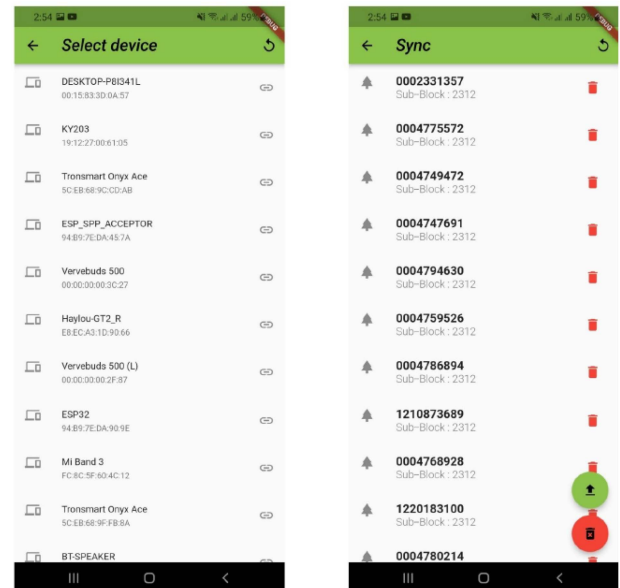 2:54
59%
DEBUG
Select device
DESKTOP-P8I341L
00:15:83:3D:0A:57
KY203
19:12:27:00:61:05
Tronsmart Onyx Ace
5C:EB:68:9C:CD:AB
ESP_SPP_ACCEPTOR
94:B9:7E:DA:45:7A
Vervebuds 500
00:00:00:00:3C:27
Haylou-GT2_R
E8:EC:A3:1D:90:66
Vervebuds 500 (L)
00:00:00:00:2F:87
ESP32
94:B9:7E:DA:90:9E
Mi Band 3
FC:8C:5F:60:4C:12
Tronsmart Onyx Ace
5C:EB:68:9F:FB:8A
BT-SPEAKER
2:54
59%
DEBUG
Sync
0002331357
Sub-Block : 2312
0004775572
Sub-Block : 2312
0004749472
Sub-Block : 2312
0004747691
Sub-Block : 2312
0004794630
Sub-Block : 2312
0004759526
Sub-Block : 2312
0004786894
Sub-Block : 2312
1210873689
Sub-Block : 2312
0004768928
Sub-Block : 2312
1220183100
Sub-Block : 2312
0004780214